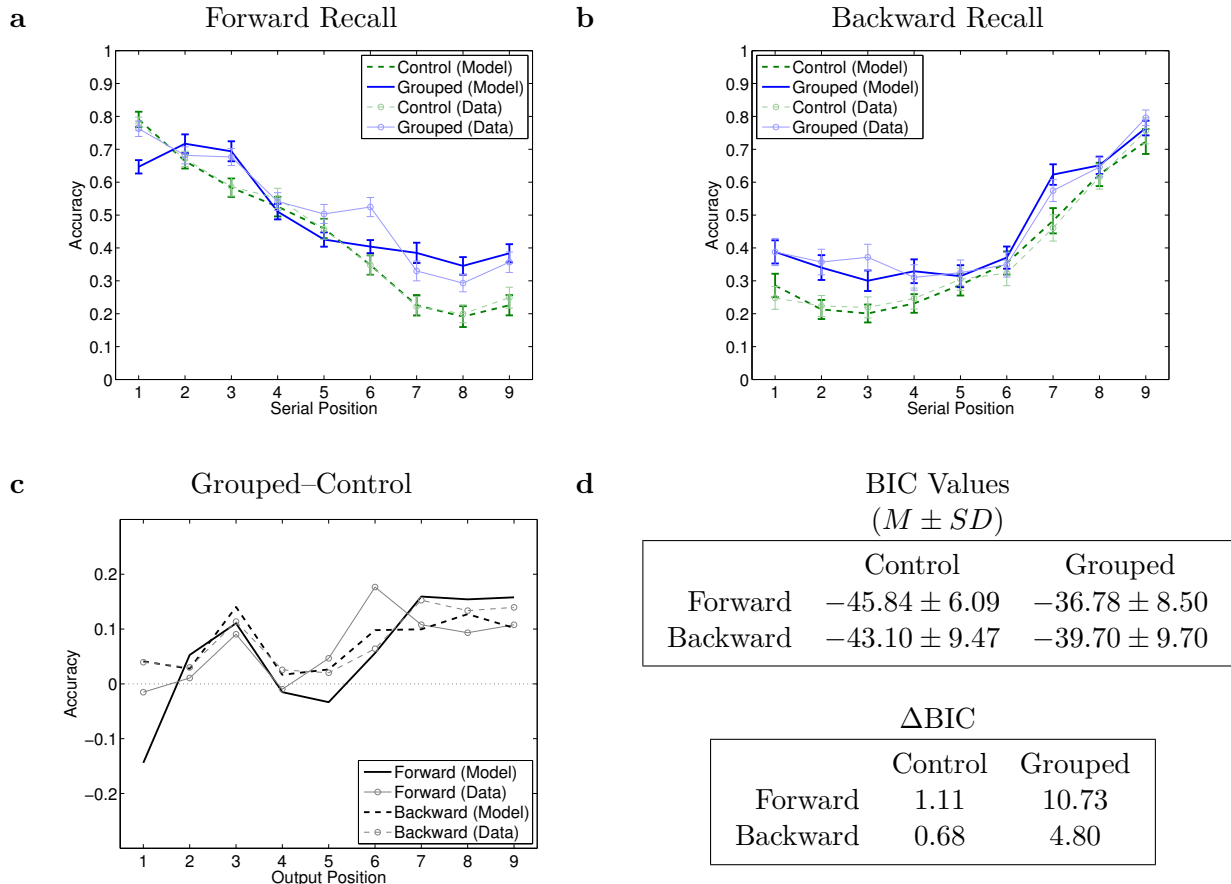 a
Forward Recall
1
0.9
0.8
0.7
0.6
0.5
0.4
0.3
0.2
0.1
0
Accuracy
Control (Model)
Grouped (Model)
Control (Data)
Grouped (Data)
1 2 3 4 5 6 7 8 9
Serial Position
b
Backward Recall
1
0.9
0.8
0.7
0.6
0.5
0.4
0.3
0.2
0.1
0
Accuracy
Control (Model)
Grouped (Model)
Control (Data)
Grouped (Data)
1 2 3 4 5 6 7 8 9
Serial Position
c
Grouped–Control
0.2
0.1
0
−0.1
−0.2
Accuracy
Forward (Model)
Forward (Data)
Backward (Model)
Backward (Data)
1 2 3 4 5 6 7 8 9
Output Position
d
BIC Values
(M ± SD)
Control Grouped
Forward −45.84 ± 6.09 −36.78 ± 8.50
Backward −43.10 ± 9.47 −39.70 ± 9.70
ΔBIC
Control Grouped
Forward 1.11 10.73
Backward 0.68 4.80